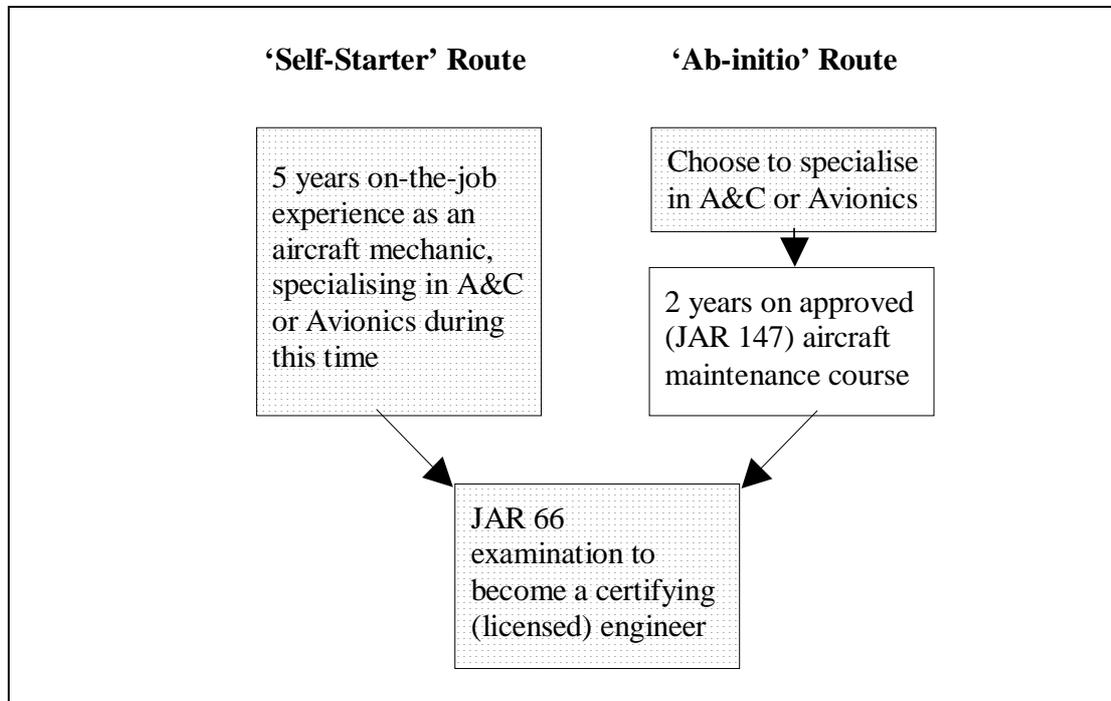 ‘Self-Starter’ Route
‘Ab-initio’ Route
5 years on-the-job
experience as an
aircraft mechanic,
specialising in A&C
or Avionics during
this time
Choose to specialise
in A&C or Avionics
2 years on approved
(JAR 147) aircraft
maintenance course
JAR 66
examination to
become a certifying
(licensed) engineer